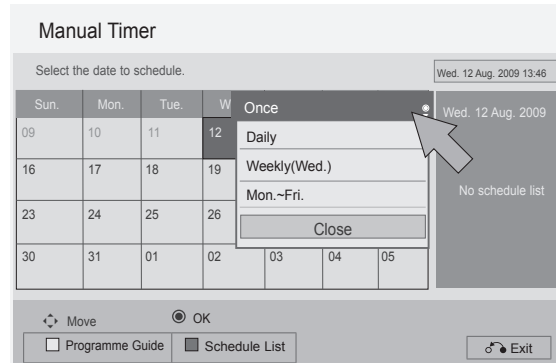 Manual Timer
Select the date to schedule.
Wed. 12 Aug. 2009 13:46
Sun. Mon. Tue. W
Once
Wed. 12 Aug. 2009
09 10 11 12
Daily
16 17 18 19
Weekly(Wed.)
No schedule list
Mon.~Fri.
23 24 25 26
Close
30 31 01 02 03 04 05
Move OK
Programme Guide Schedule List Exit